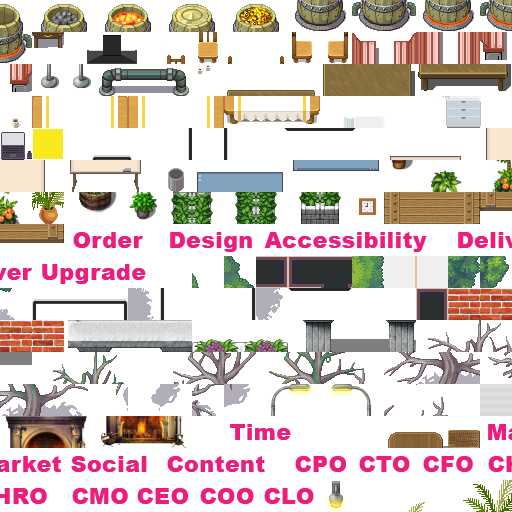 Order Design Accessibility Deliv
ver Upgrade
Time Ma
arket Social Content CPO CTO CFO CH
HRO CMO CEO COO CLO